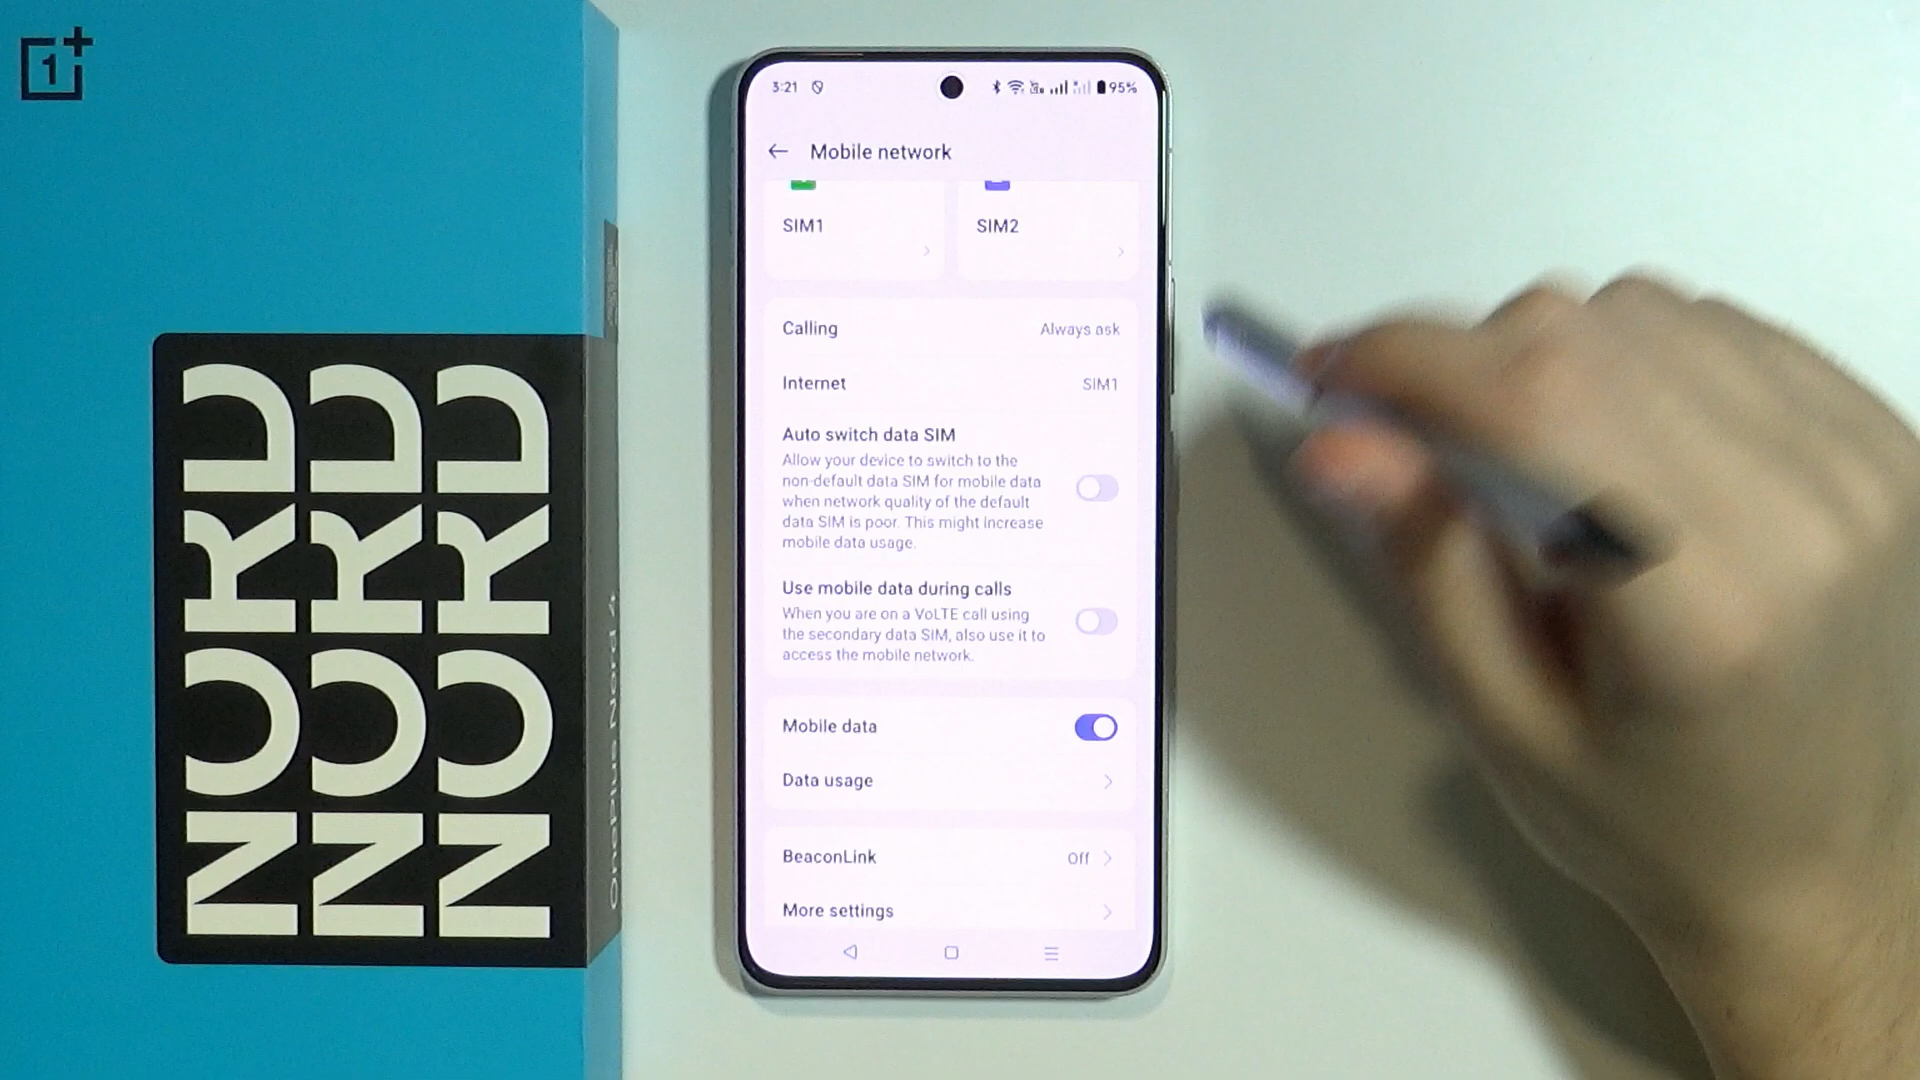 1+
NORD
NORD
NORD
OnePlus Nord 4
3:21
95%
Mobile network
SIM1
SIM2
Calling
Always ask
Internet
SIM1
Auto switch data SIM
Allow your device to switch to the
non-default data SIM for mobile data
when network quality of the default
data SIM is poor. This might increase
mobile data usage.
Use mobile data during calls
When you are on a VoLTE call using
the secondary data SIM, also use it to
access the mobile network.
Mobile data
Data usage
BeaconLink
Off
More settings